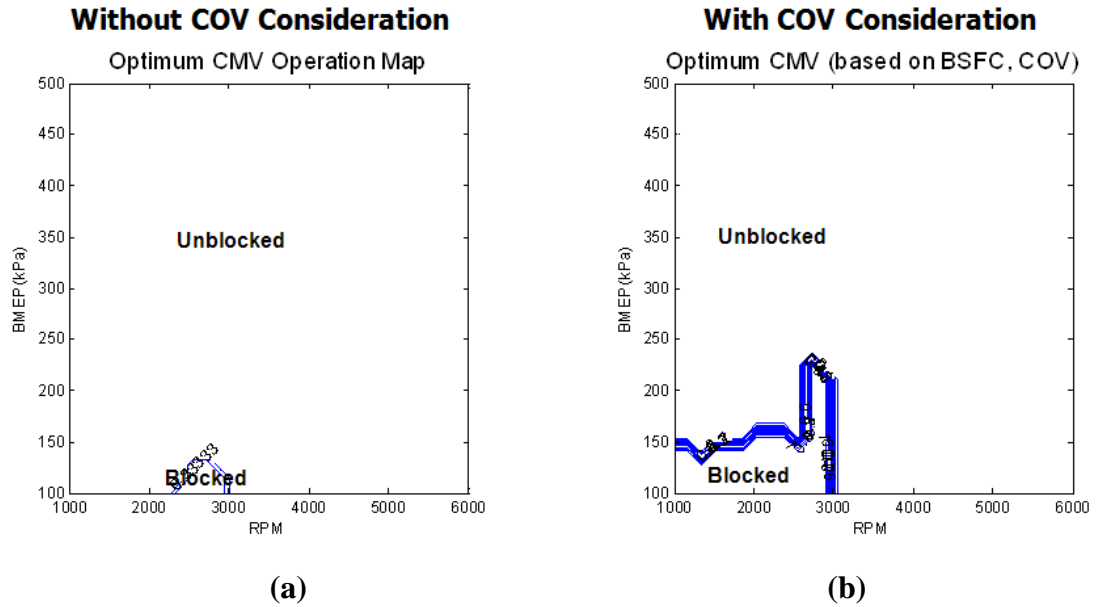 Without COV Consideration
Optimum CMV Operation Map
500
450
400
350
300
250
200
150
100
BMEP(kPa)
Unblocked
Blocked
1000 2000 3000 4000 5000 6000
RPM
(a)
With COV Consideration
Optimum CMV (based on BSFC, COV)
500
450
400
350
300
250
200
150
100
BMEP(kPa)
Unblocked
Blocked
1000 2000 3000 4000 5000 6000
RPM
(b)